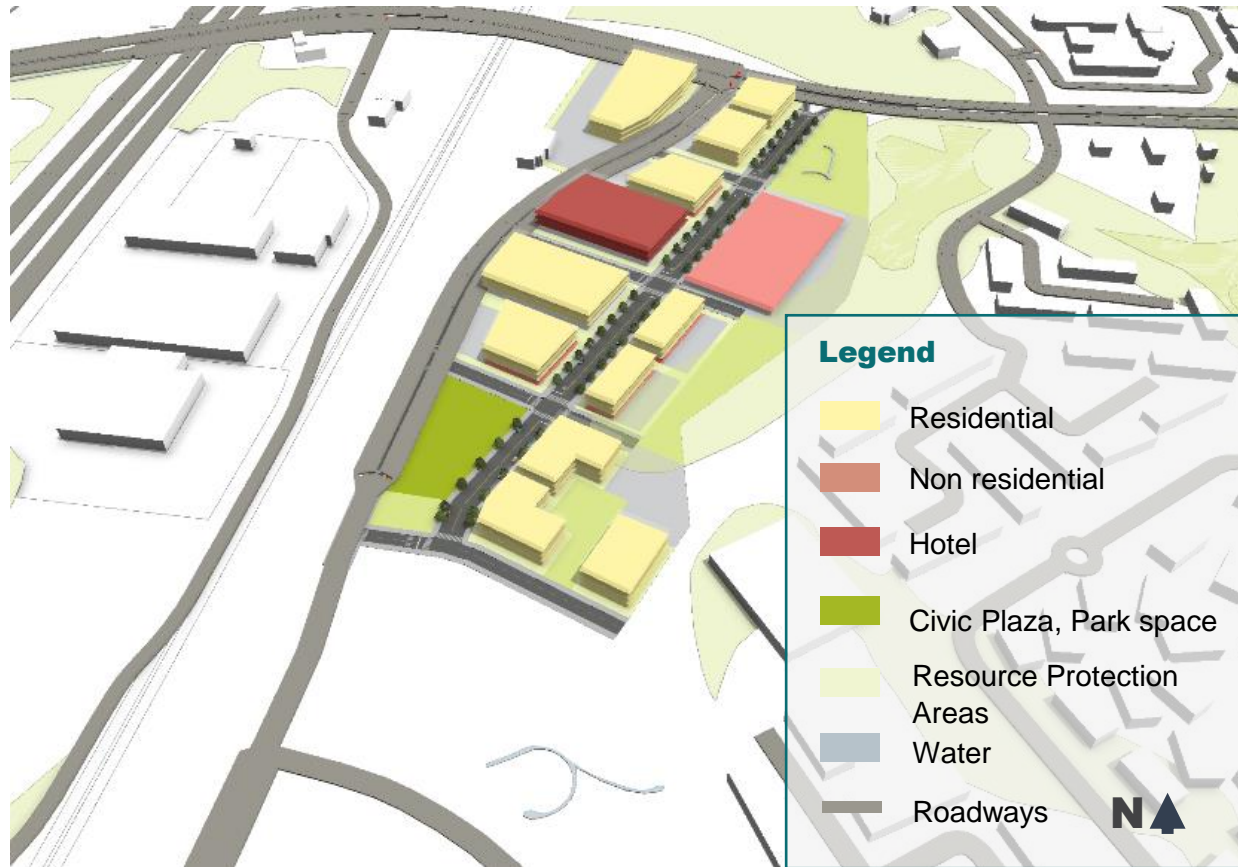 Legend
Residential
Non residential
Hotel
Civic Plaza, Park space
Resource Protection
Areas
Water
Roadways
N